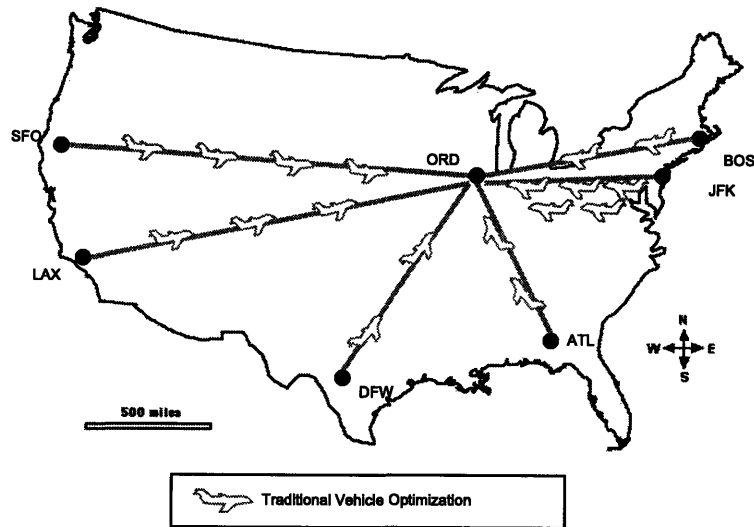 SFO
ORD
BOS
JFK
LAX
ATL
DFW
N
W E
S
500 miles
Traditional Vehicle Optimization